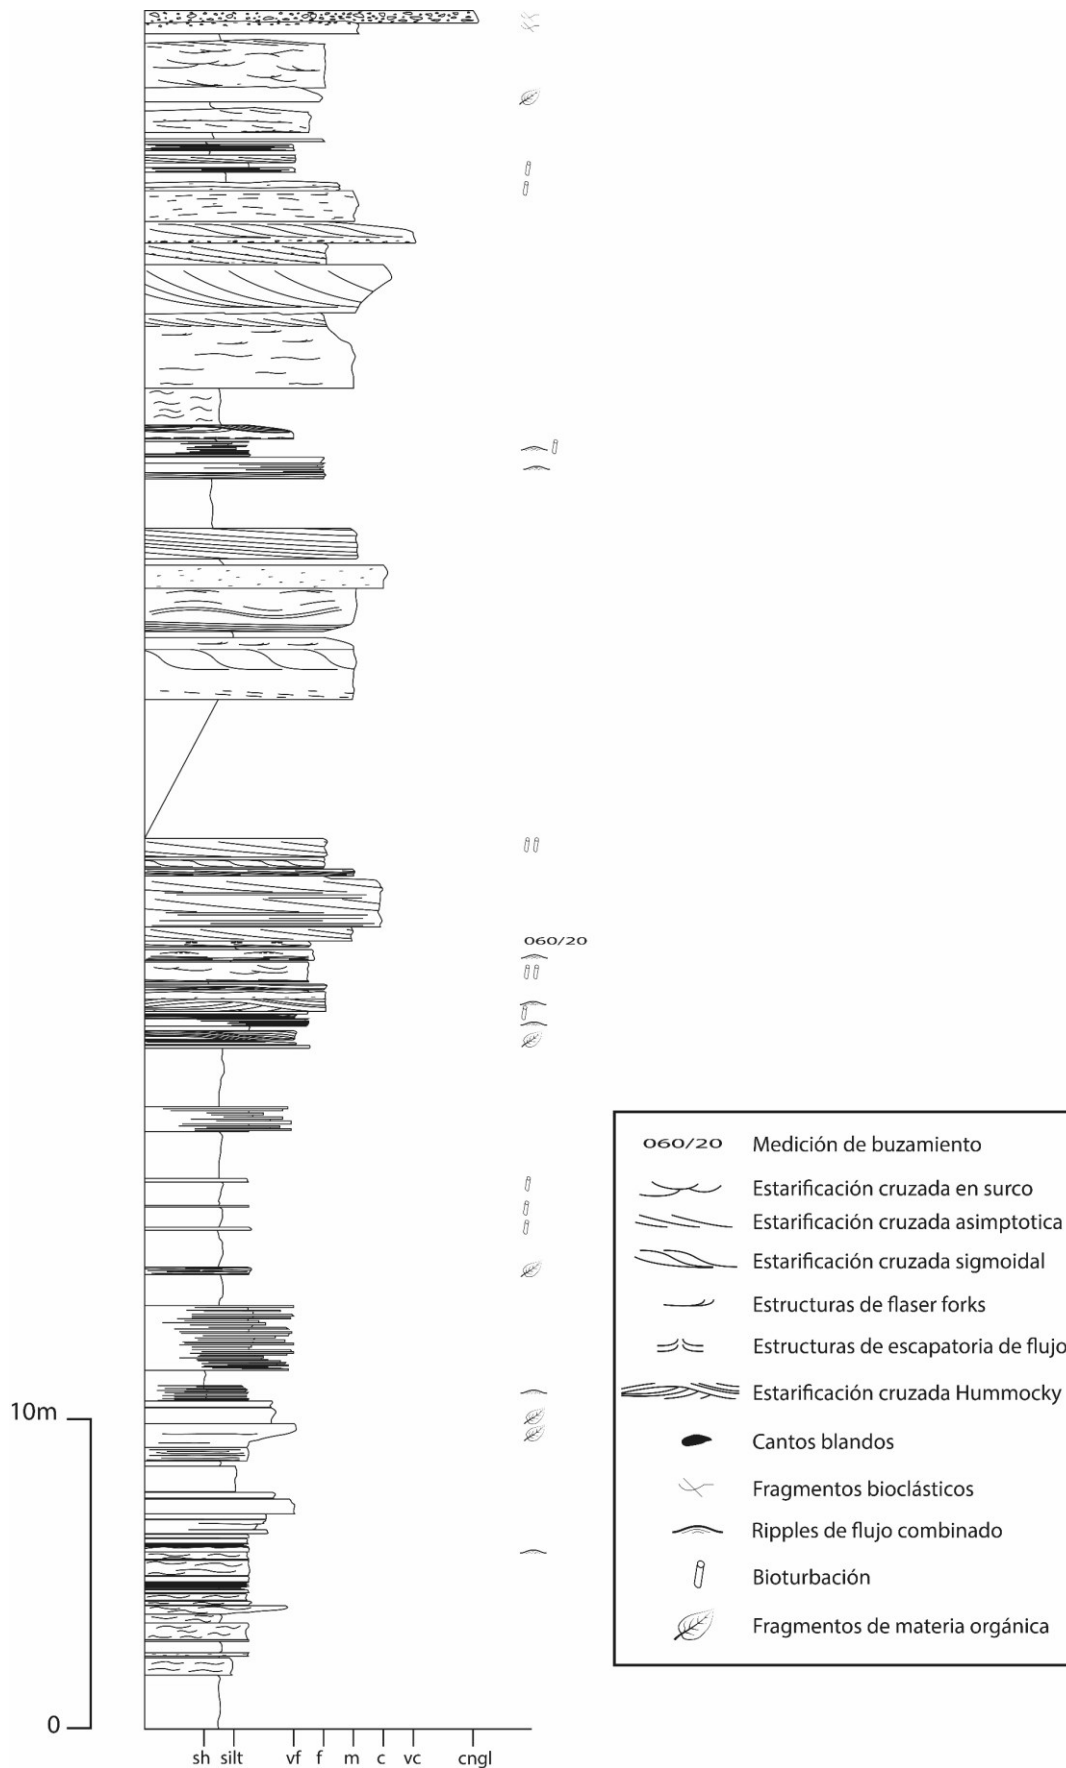 060/20
10m
0
sh silt vf f m c vc cngl
060/20 Medición de buzamiento
Estarificación cruzada en surco
Estarificación cruzada asimptotica
Estarificación cruzada sigmoidal
Estructuras de flaser forks
Estructuras de escapatoria de flujo
Estarificación cruzada Hummocky
Cantos blandos
Fragmentos bioclásticos
Ripples de flujo combinado
Bioturbación
Fragmentos de materia orgánica